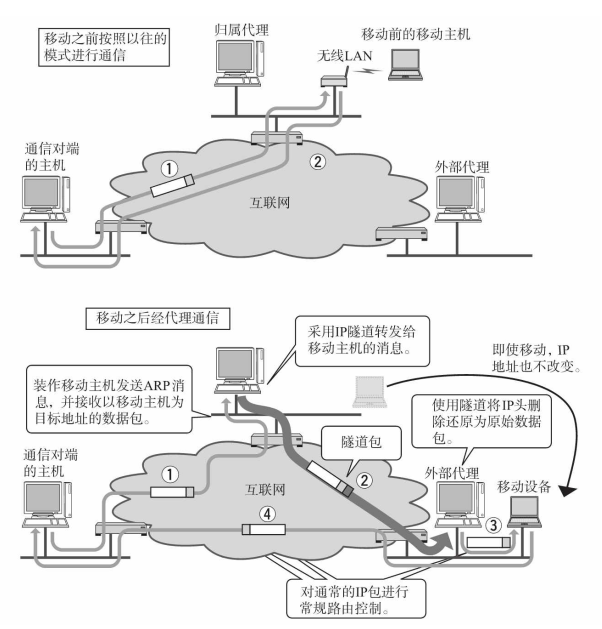 移动之前按照以往的
模式进行通信
归属代理
移动前的移动主机
无线LAN
通信对端
的主机
①
②
外部代理
互联网
移动之后经代理通信
采用IP隧道转发给
移动主机的消息。
即使移动，IP
地址也不改变。
装作移动主机发送ARP消
息，并接收以移动主机为
目标地址的数据包。
使用隧道将IP头删
除还原为原始数据
包。
隧道包
通信对端
的主机
①
互联网
②
外部代理
移动设备
④
③
对通常的IP包进行
常规路由控制。